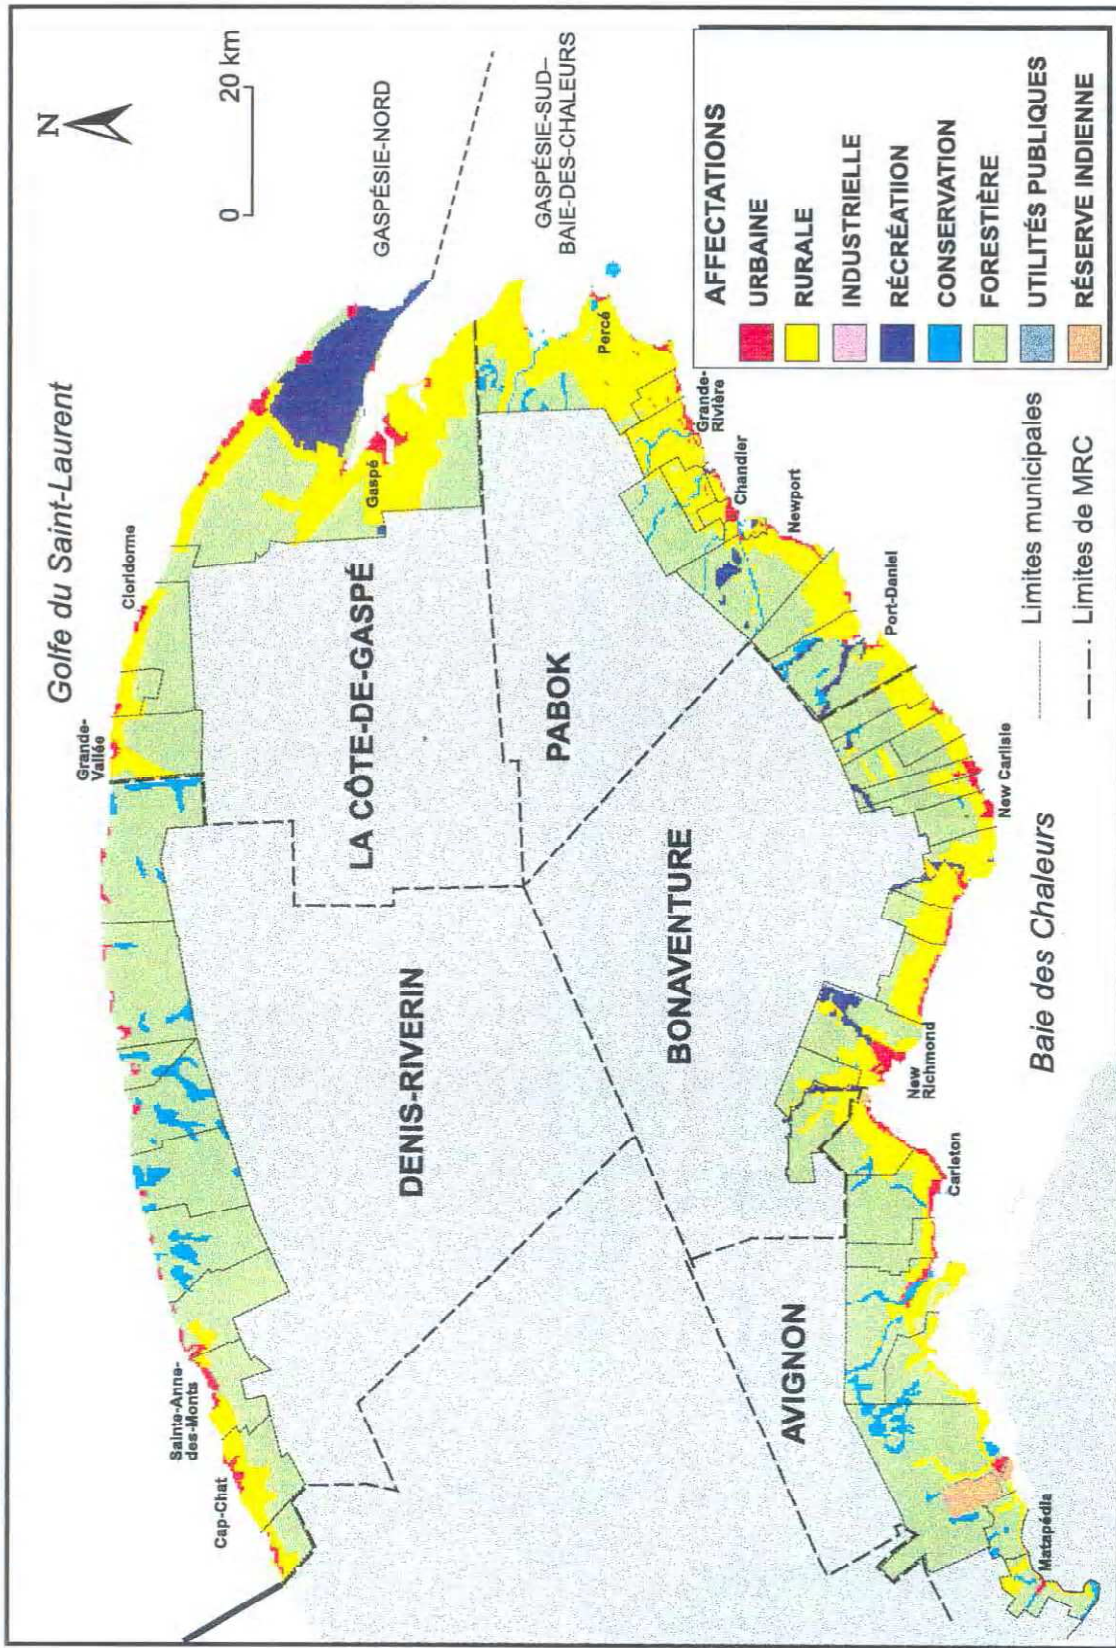 Golfe du Saint-Laurent
N
0 20 km
GASPÉSIE-NORD
GASPÉSIE-SUD–
BAIE-DES-CHALEURS
Cap-Chat
Sainte-Anne-
des-Monts
Grande-
Vallée
Cloridorme
Gaspé
LA CÔTE-DE-GASPÉ
DENIS-RIVERIN
PABOK
BONAVENTURE
AVIGNON
Percé
Grande-
Rivière
Chandler
Newport
Port-Daniel
New Carlisle
New
Richmond
Carleton
Matapédia
Baie des Chaleurs
AFFECTATIONS
URBAINE
RURALE
INDUSTRIELLE
RÉCRÉATIION
CONSERVATION
FORESTIÈRE
UTILITÉS PUBLIQUES
RÉSERVE INDIENNE
Limites municipales
Limites de MRC